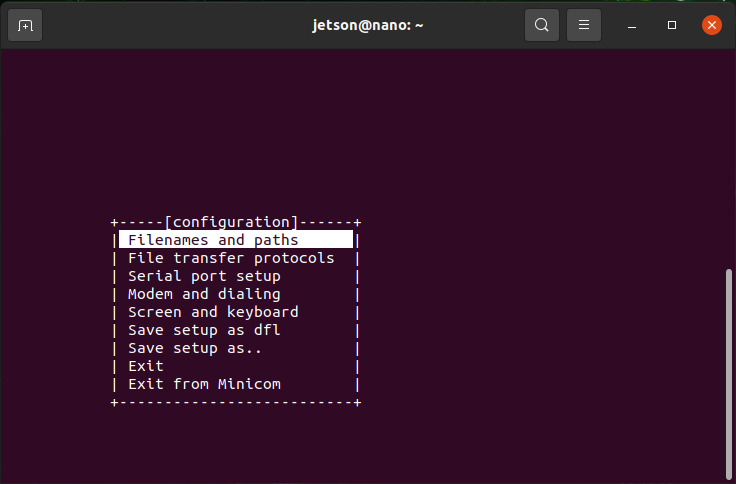 jetson@nano: ~
+-----[configuration]------+
| Filenames and paths      |
| File transfer protocols  |
| Serial port setup        |
| Modem and dialing        |
| Screen and keyboard      |
| Save setup as dfl        |
| Save setup as..          |
| Exit                     |
| Exit from Minicom        |
+--------------------------+